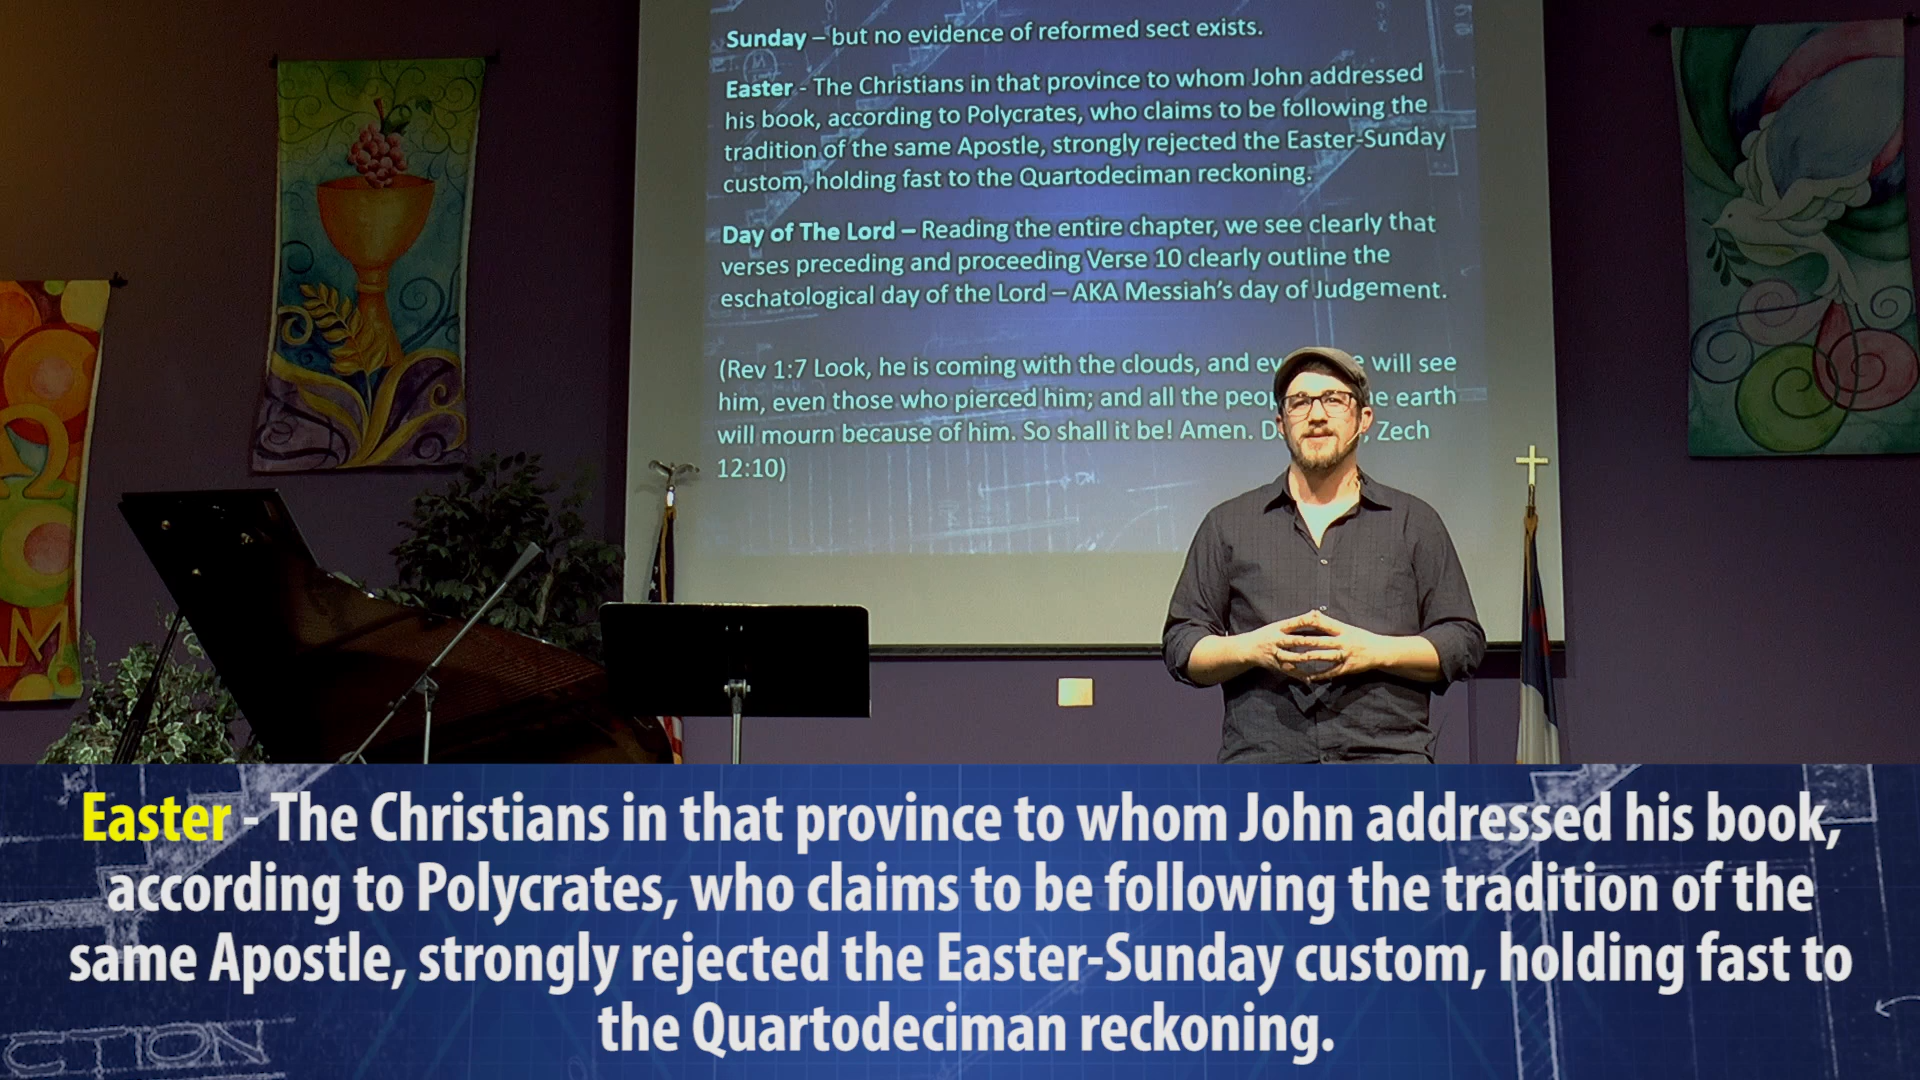 Sunday – but no evidence of reformed sect exists.
Easter - The Christians in that province to whom John addressed
his book, according to Polycrates, who claims to be following the
tradition of the same Apostle, strongly rejected the Easter-Sunday
custom, holding fast to the Quartodeciman reckoning.
Day of The Lord – Reading the entire chapter, we see clearly that
verses preceding and proceeding Verse 10 clearly outline the
eschatological day of the Lord – AKA Messiah's day of Judgement.
(Rev 1:7 Look, he is coming with the clouds, and will see
him, even those who pierced him; and all the earth
will mourn because of him. So shall it be! Amen. Zech
12:10)
Easter - The Christians in that province to whom John addressed his book,
according to Polycrates, who claims to be following the tradition of the
same Apostle, strongly rejected the Easter-Sunday custom, holding fast to
the Quartodeciman reckoning.